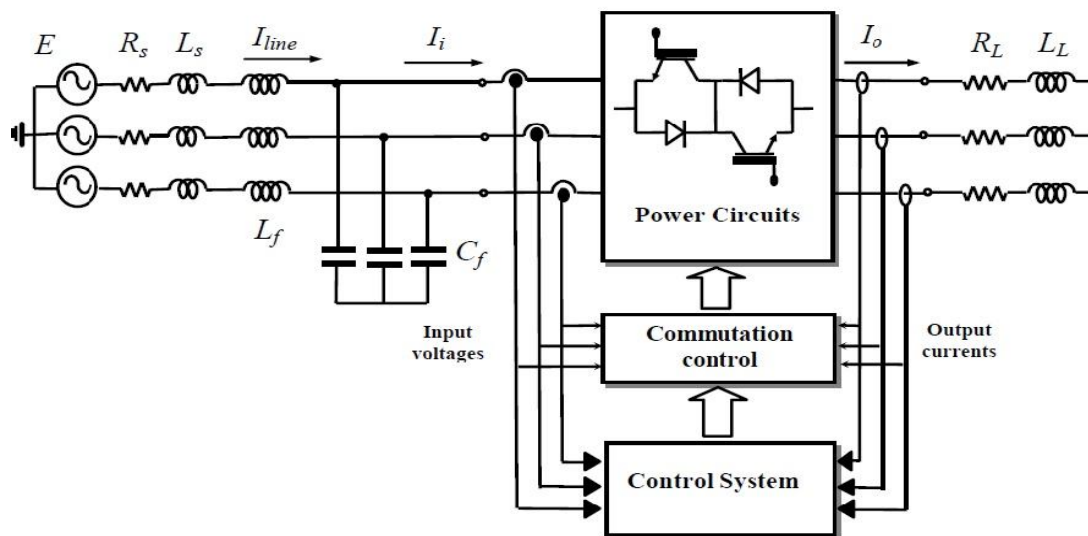 E
R_s
L_s
I_line
I_i
I_o
R_L
L_L
L_f
C_f
Power Circuits
Input
voltages
Commutation
control
Output
currents
Control System